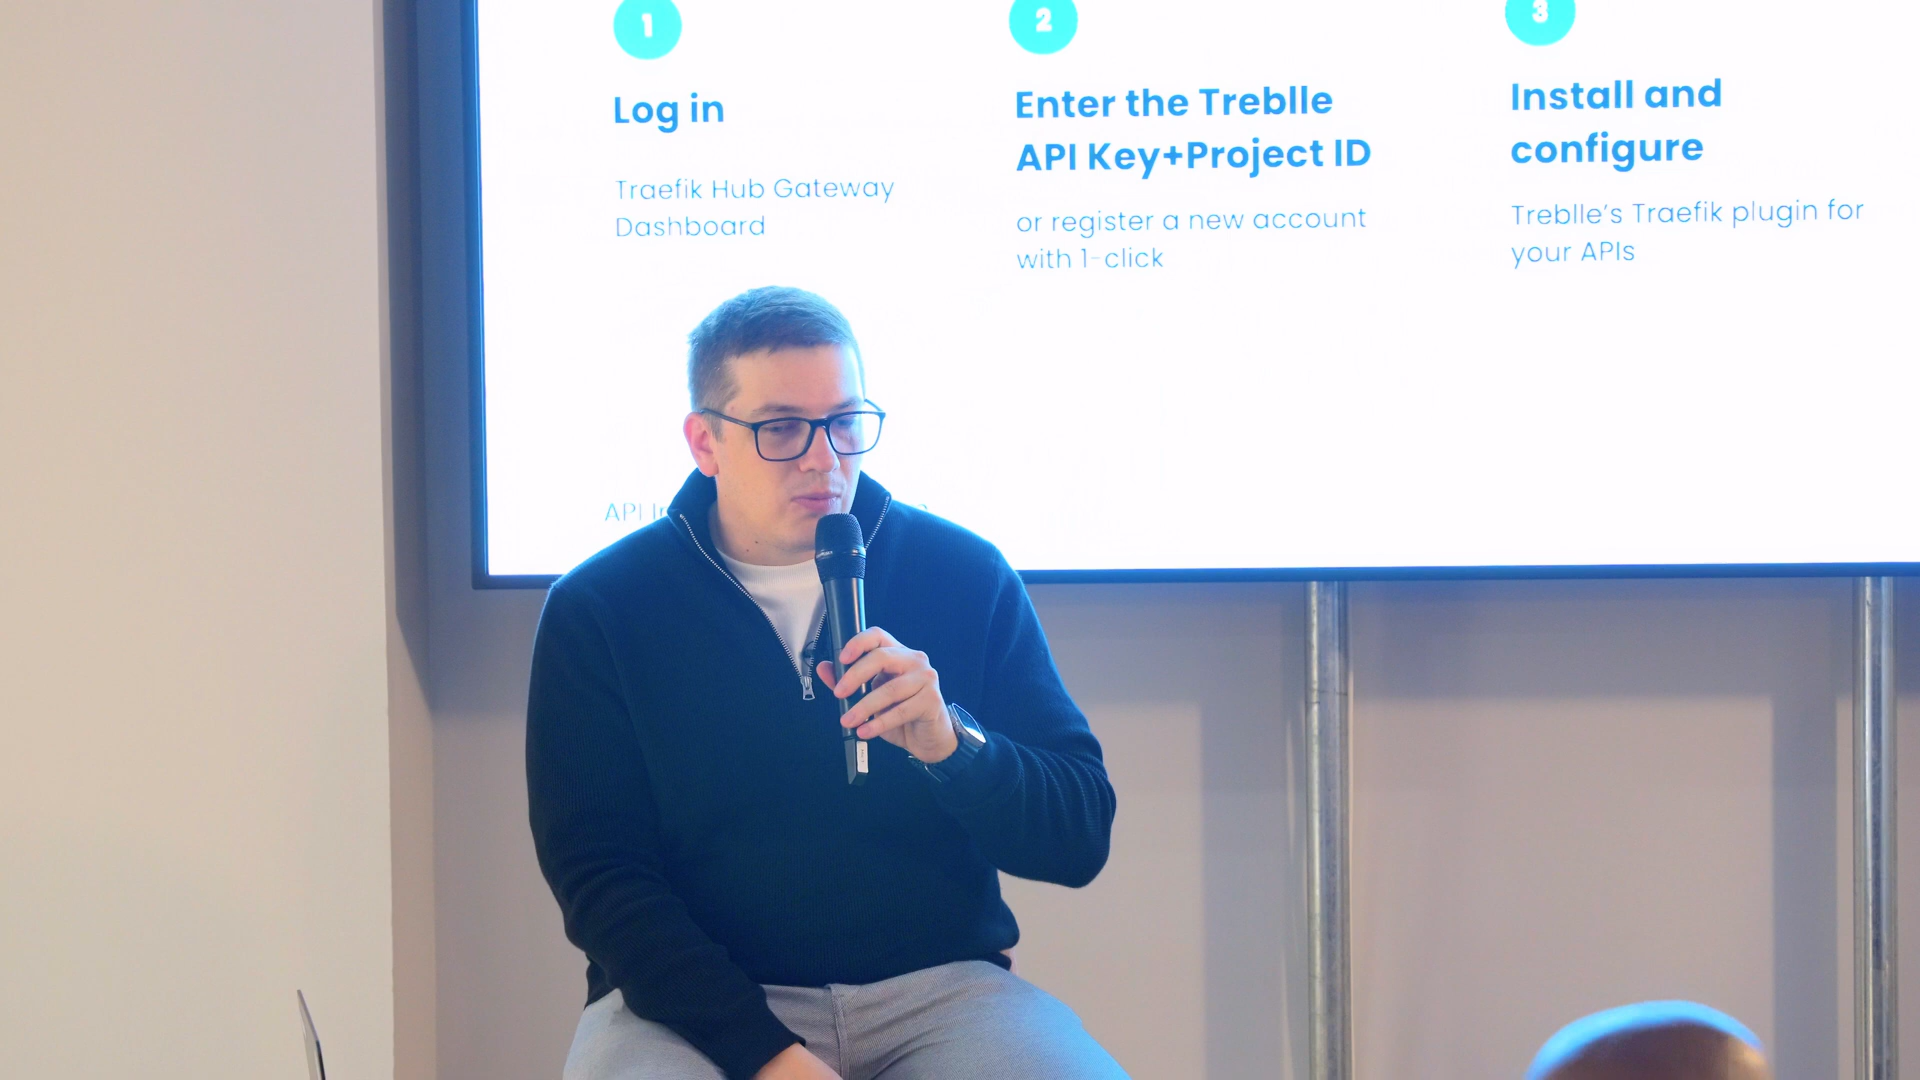 1
Log in
Traefik Hub Gateway
Dashboard
2
Enter the Treblle
API Key+Project ID
or register a new account
with 1-click
3
Install and
configure
Treblle's Traefik plugin for
your APIs
API